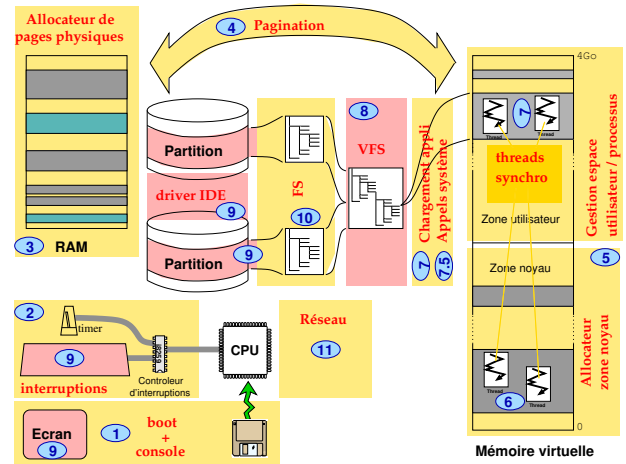 Allocateur de
pages physiques
3
RAM
4
Pagination
Partition
driver IDE
9
Partition
9
FS
10
8
VFS
Chargement appli
Appels système
7
7.5
4Go
7
Thread
Thread
threads
synchro
Zone utilisateur
Zone noyau
Thread
Thread
6
0
Mémoire virtuelle
Gestion espace
utilisateur / processus
5
Allocateur
zone noyau
2
timer
9
interruptions
Controleur
d'interruptions
CPU
Réseau
11
Ecran
9
1
boot
+
console